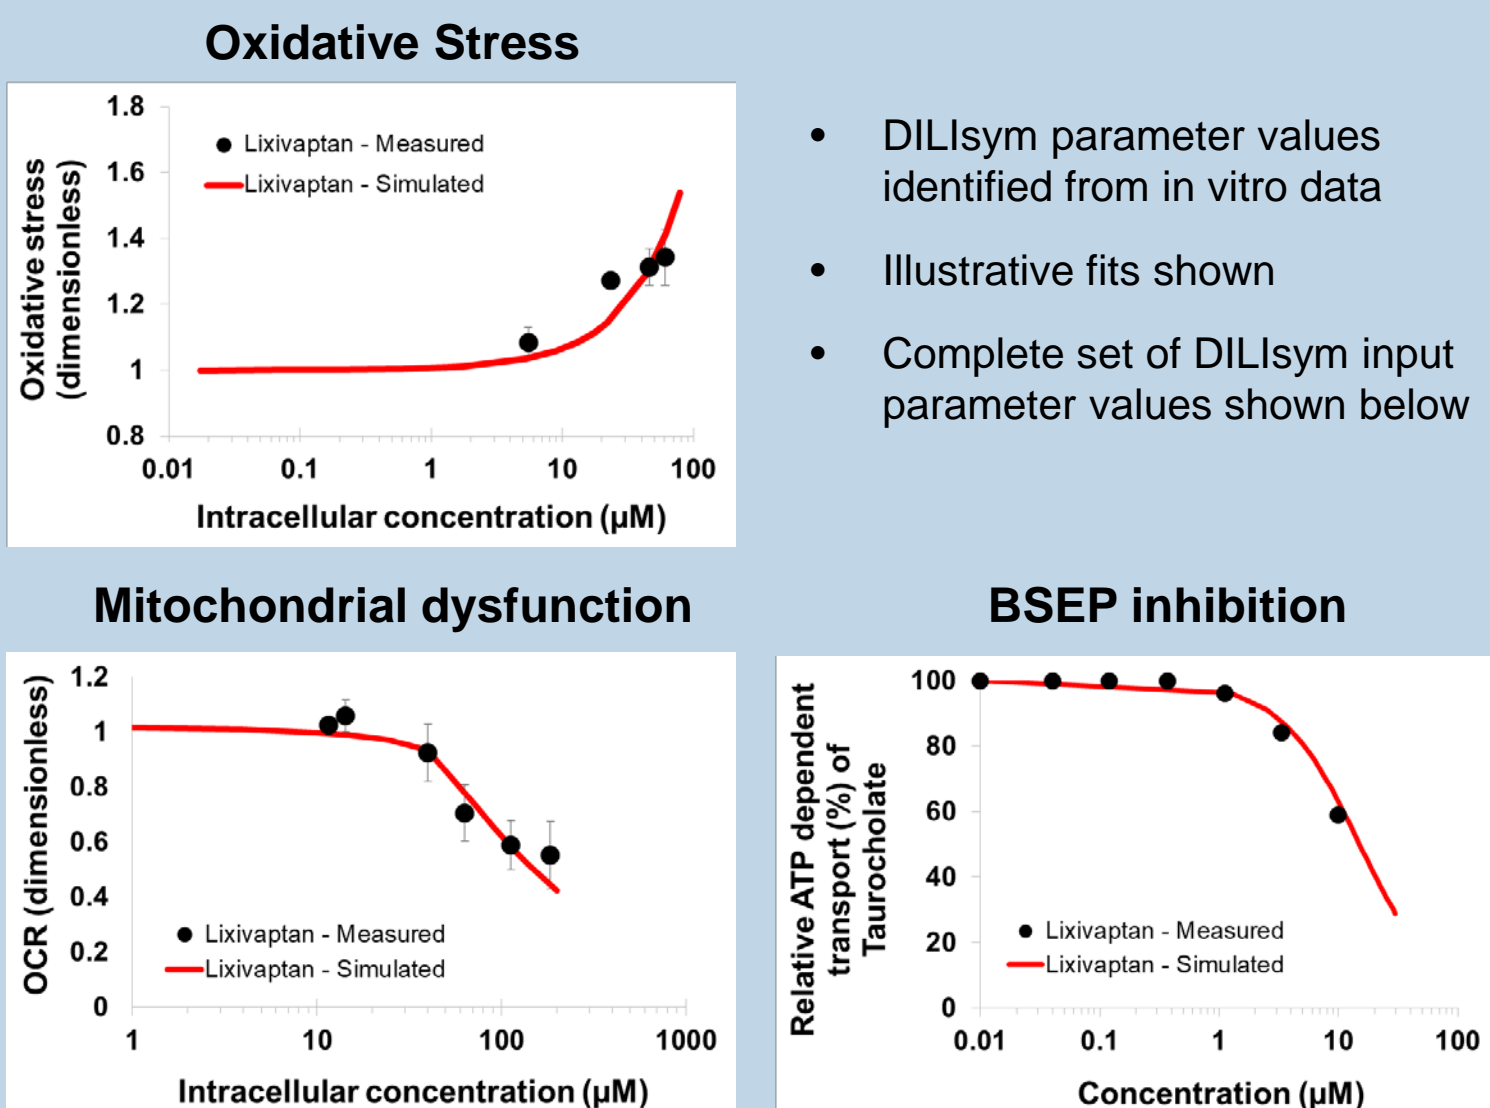 Oxidative Stress
1.8
1.6
1.4
1.2
1
0.8
Oxidative stress
(dimensionless)
Lixivaptan - Measured
Lixivaptan - Simulated
0.01 0.1 1 10 100
Intracellular concentration (µM)
• DILIsym parameter values
identified from in vitro data
• Illustrative fits shown
• Complete set of DILIsym input
parameter values shown below
Mitochondrial dysfunction
1.2
1
0.8
0.6
0.4
0.2
0
OCR (dimensionless)
Lixivaptan - Measured
Lixivaptan - Simulated
1 10 100 1000
Intracellular concentration (µM)
BSEP inhibition
100
80
60
40
20
0
Relative ATP dependent
transport (%) of
Taurocholate
Lixivaptan - Measured
Lixivaptan - Simulated
0.01 0.1 1 10 100
Concentration (µM)